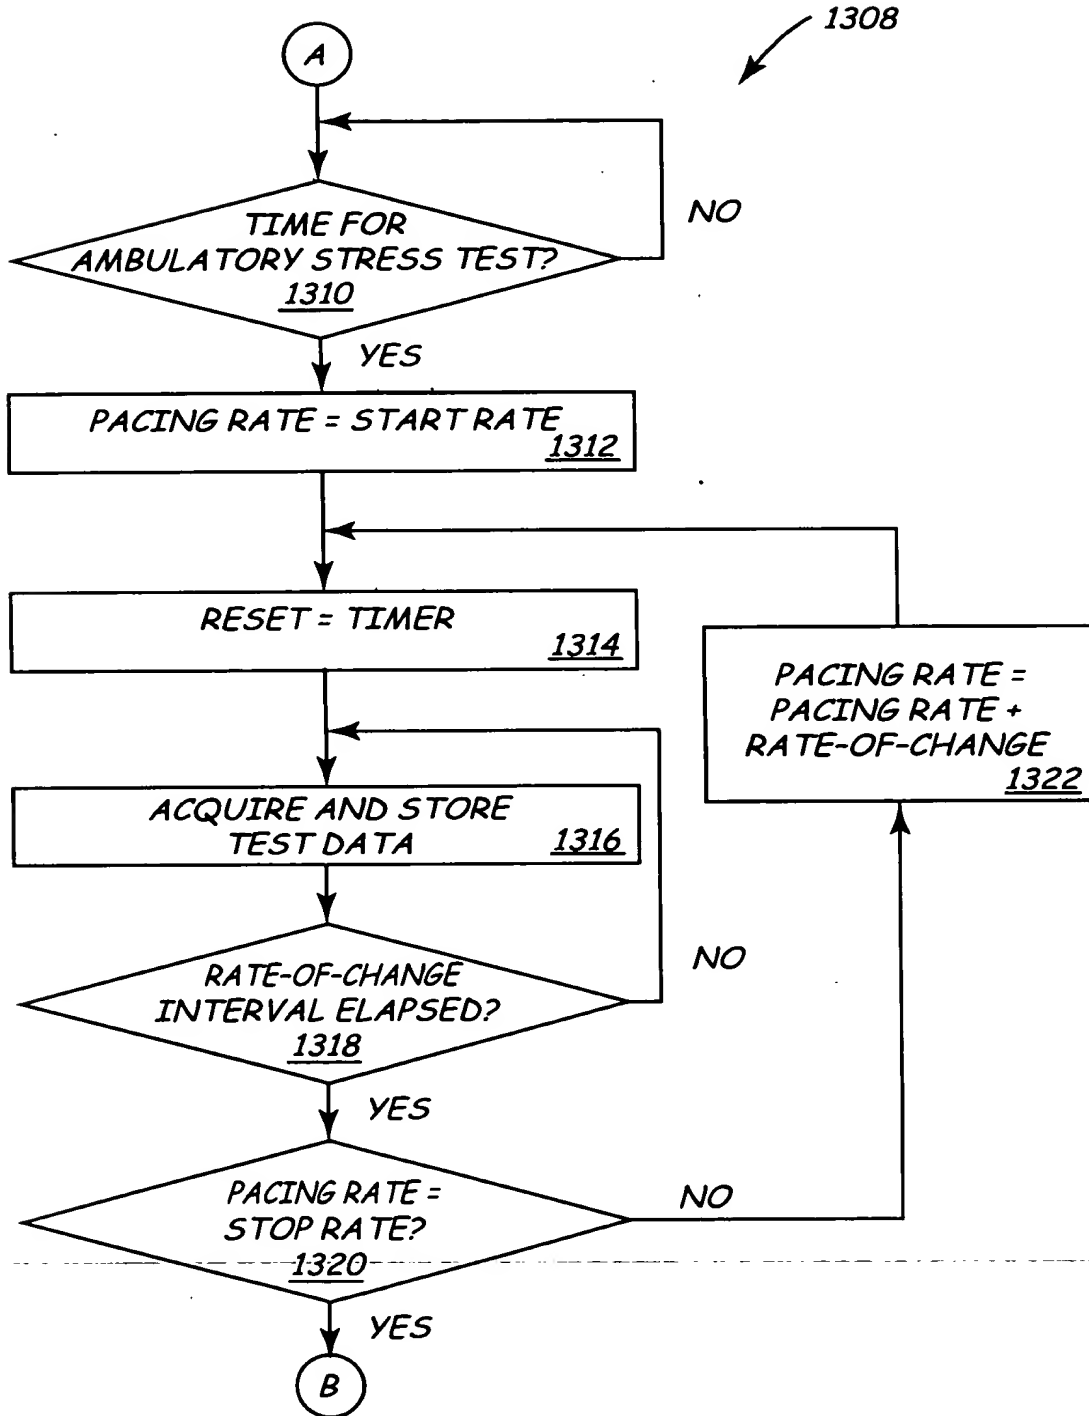 1308
A
NO
TIME FOR
AMBULATORY STRESS TEST?
1310
YES
PACING RATE = START RATE
1312
RESET = TIMER
1314
PACING RATE =
PACING RATE +
RATE-OF-CHANGE
1322
ACQUIRE AND STORE
TEST DATA
1316
NO
RATE-OF-CHANGE
INTERVAL ELAPSED?
1318
YES
PACING RATE =
STOP RATE?
1320
NO
YES
B